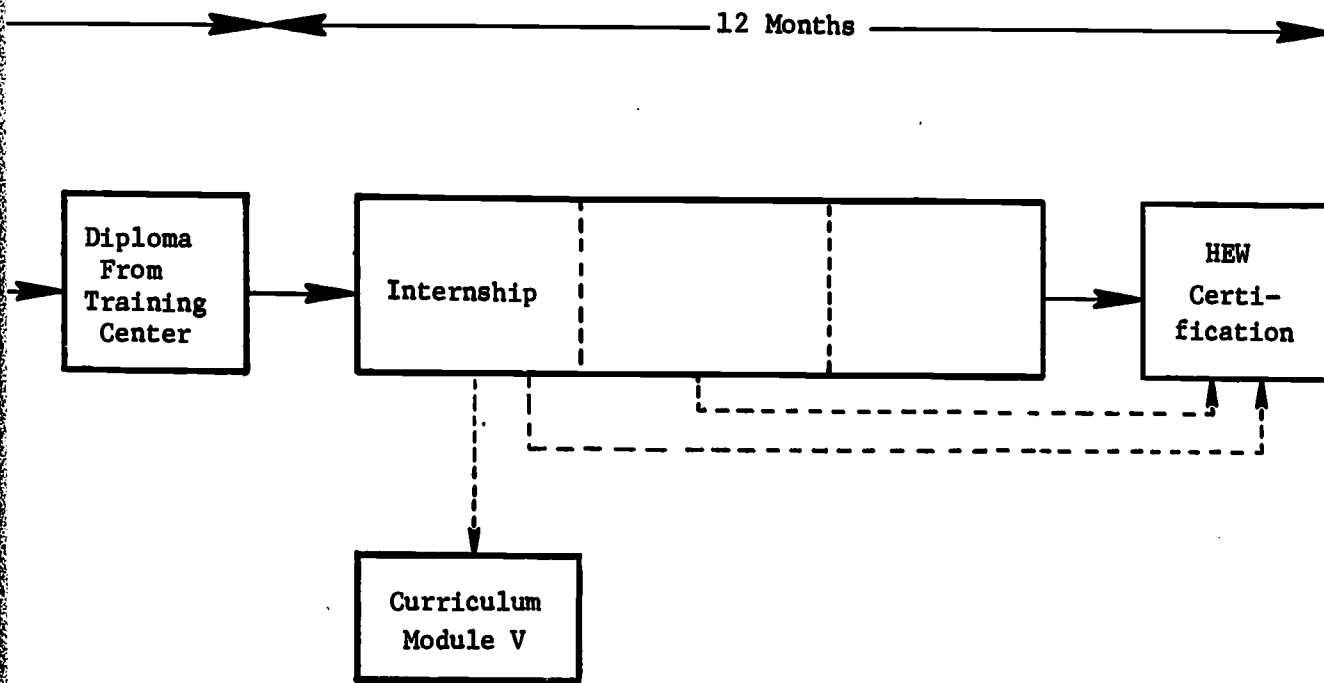 12 Months
Diploma
From
Training
Center
Internship
HEW
Certi-
fication
Curriculum
Module V